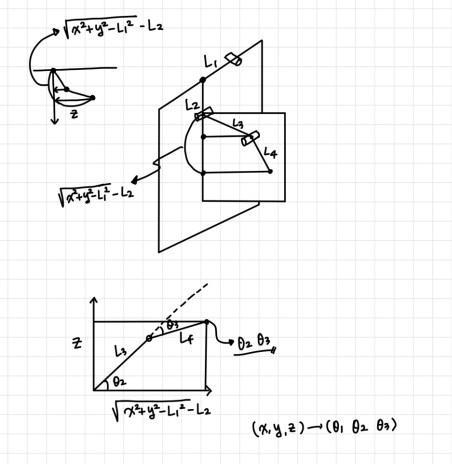 √x²+y²-L₁² - L₂
z
L₁
L₂
L₃
L₄
√x²+y²-L₁² - L₂
z
L₃
θ₃
L₄
θ₂ θ₃
θ₂
√x²+y²-L₁² - L₂
(x,y,z)→(θ₁ θ₂ θ₃)